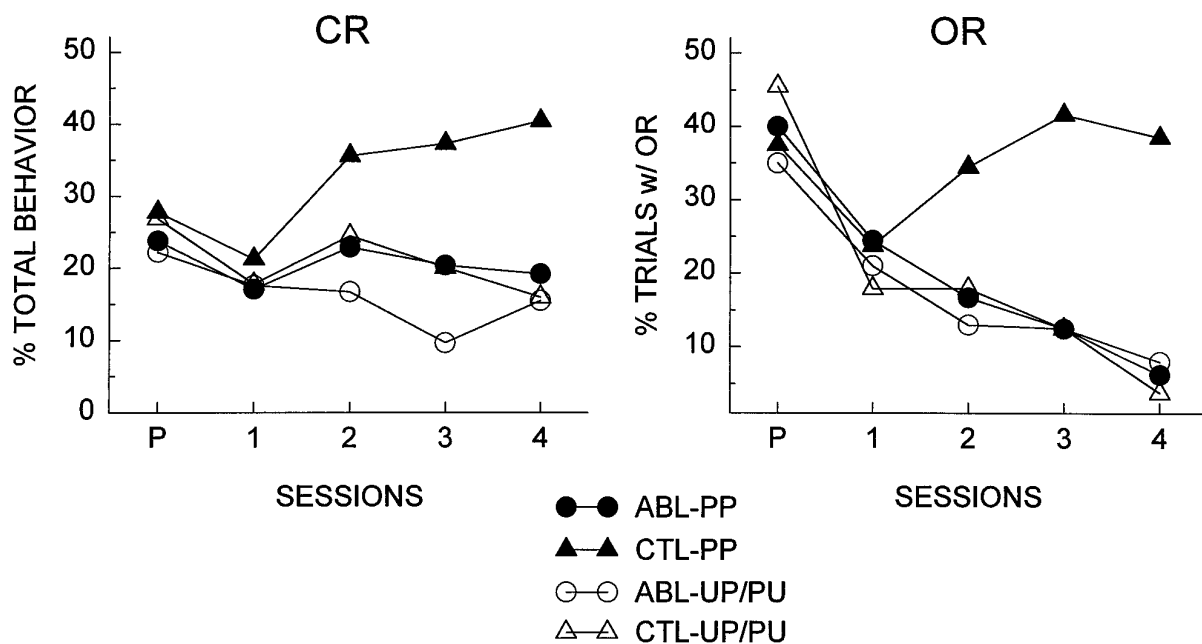 CR
50
40
30
20
10
0
% TOTAL BEHAVIOR
P 1 2 3 4
SESSIONS
OR
50
40
30
20
10
% TRIALS w/ OR
P 1 2 3 4
SESSIONS
ABL-PP
CTL-PP
ABL-UP/PU
CTL-UP/PU